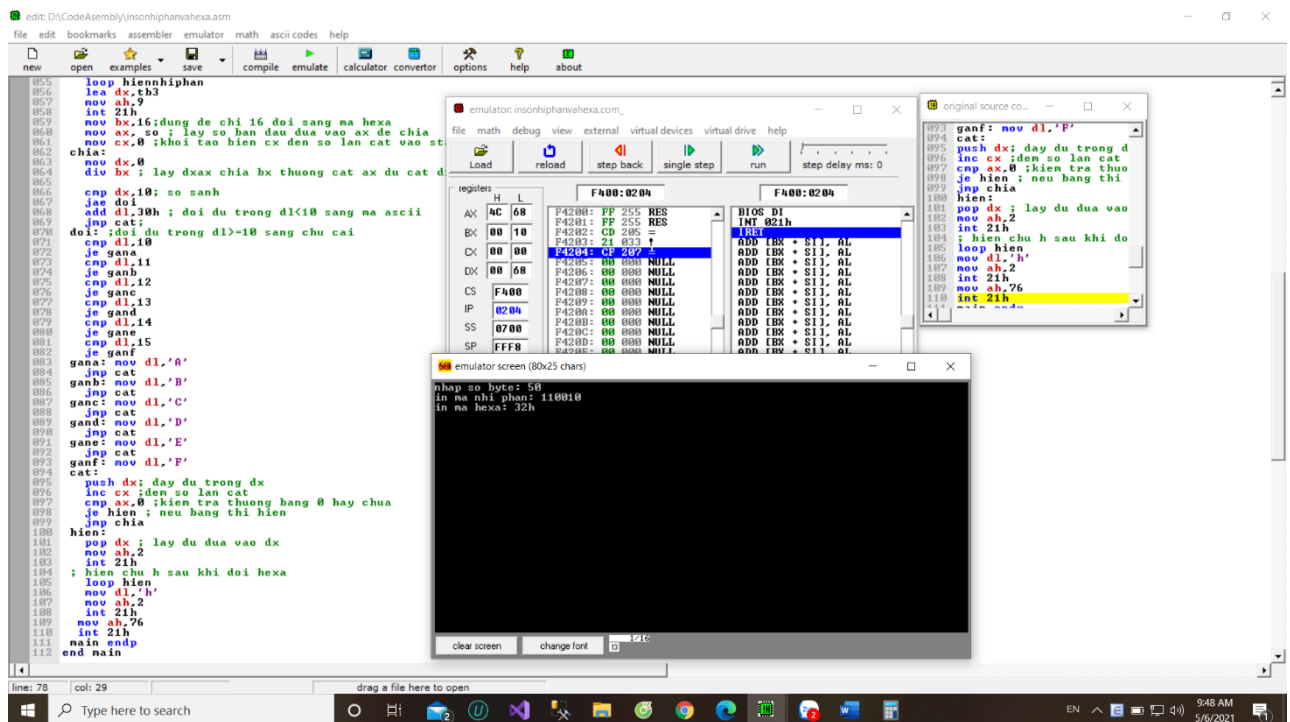 edit: D:\CodeAsembly\insonhiphanvahexa.asm
file edit bookmarks assembler emulator math ascii codes help
new open examples save compile emulate calculator convertor options help about
055 loop hiennhiphan
056 lea dx,tb3
057 mov ah,9
058 int 21h
059 mov bx,16;dung de chi 16 doi sang ma hexa
060 mov ax, so ; lay so ban dau dua vao ax de chia
061 mov cx,0 ;khoi tao bien cx den so lan cat vao st
062 chia:
063 mov dx,0
064 div bx ; lay dxax chia bx thuong cat ax du cat d
065
066 cmp dx,10; so sanh
067 jae doi
068 add dl,30h ; doi du trong dl<10 sang ma ascii
069 jmp cat;
070 doi: ;doi du trong dl>=10 sang chu cai
071 cmp dl,10
072 je gana
073 cmp dl,11
074 je ganb
075 cmp dl,12
076 je ganc
077 cmp dl,13
078 je gand
079 cmp dl,14
080 je gane
081 cmp dl,15
082 je ganf
083 gana: mov dl,'A'
084 jmp cat
085 ganb: mov dl,'B'
086 jmp cat
087 ganc: mov dl,'C'
088 jmp cat
089 gand: mov dl,'D'
090 jmp cat
091 gane: mov dl,'E'
092 jmp cat
093 ganf: mov dl,'F'
094 cat:
095 push dx; day du trong dx
096 inc cx ;dem so lan cat
097 cmp ax,0 ;kiem tra thuong bang 0 hay chua
098 je hien ; neu bang thi hien
099 jmp chia
100 hien:
101 pop dx ; lay du dua vao dx
102 mov ah,2
103 int 21h
104 ; hien chu h sau khi doi hexa
105 loop hien
106 mov dl,'h'
107 mov ah,2
108 int 21h
109 mov ah,76
110 int 21h
111 main endp
112 end main
emulator: insonhiphanvahexa.com_
file math debug view external virtual devices virtual drive help
Load reload step back single step run step delay ms: 0
registers
H L
F400:0204 F400:0204
AX 4C 68
BX 00 10
CX 00 00
DX 00 68
CS F400
IP 0204
SS 0700
SP FFF8
F4200: FF 255 RES
F4201: FF 255 RES
F4202: CD 205 =
F4203: 21 033 !
F4204: CF 207 ╧
F4205: 00 000 NULL
F4206: 00 000 NULL
F4207: 00 000 NULL
F4208: 00 000 NULL
F4209: 00 000 NULL
F420A: 00 000 NULL
F420B: 00 000 NULL
F420C: 00 000 NULL
F420D: 00 000 NULL
F420E: 00 000 NULL
BIOS DI
INT 021h
IRET
ADD [BX + SI], AL
ADD [BX + SI], AL
ADD [BX + SI], AL
ADD [BX + SI], AL
ADD [BX + SI], AL
ADD [BX + SI], AL
ADD [BX + SI], AL
ADD [BX + SI], AL
ADD [BX + SI], AL
ADD [BX + SI], AL
ADD [BX + SI], AL
ADD [BX + SI], AL
original source co...
093 ganf: mov dl,'F'
094 cat:
095 push dx; day du trong d
096 inc cx ;dem so lan cat
097 cmp ax,0 ;kiem tra thuo
098 je hien ; neu bang thi
099 jmp chia
100 hien:
101 pop dx ; lay du dua vao
102 mov ah,2
103 int 21h
104 ; hien chu h sau khi do
105 loop hien
106 mov dl,'h'
107 mov ah,2
108 int 21h
109 mov ah,76
110 int 21h
111 main endp
emulator screen (80x25 chars)
nhap so byte: 50
in ma nhi phan: 110010
in ma hexa: 32h
clear screen change font 1/16
line: 78 col: 29 drag a file here to open
Type here to search
EN
9:48 AM
5/6/2021